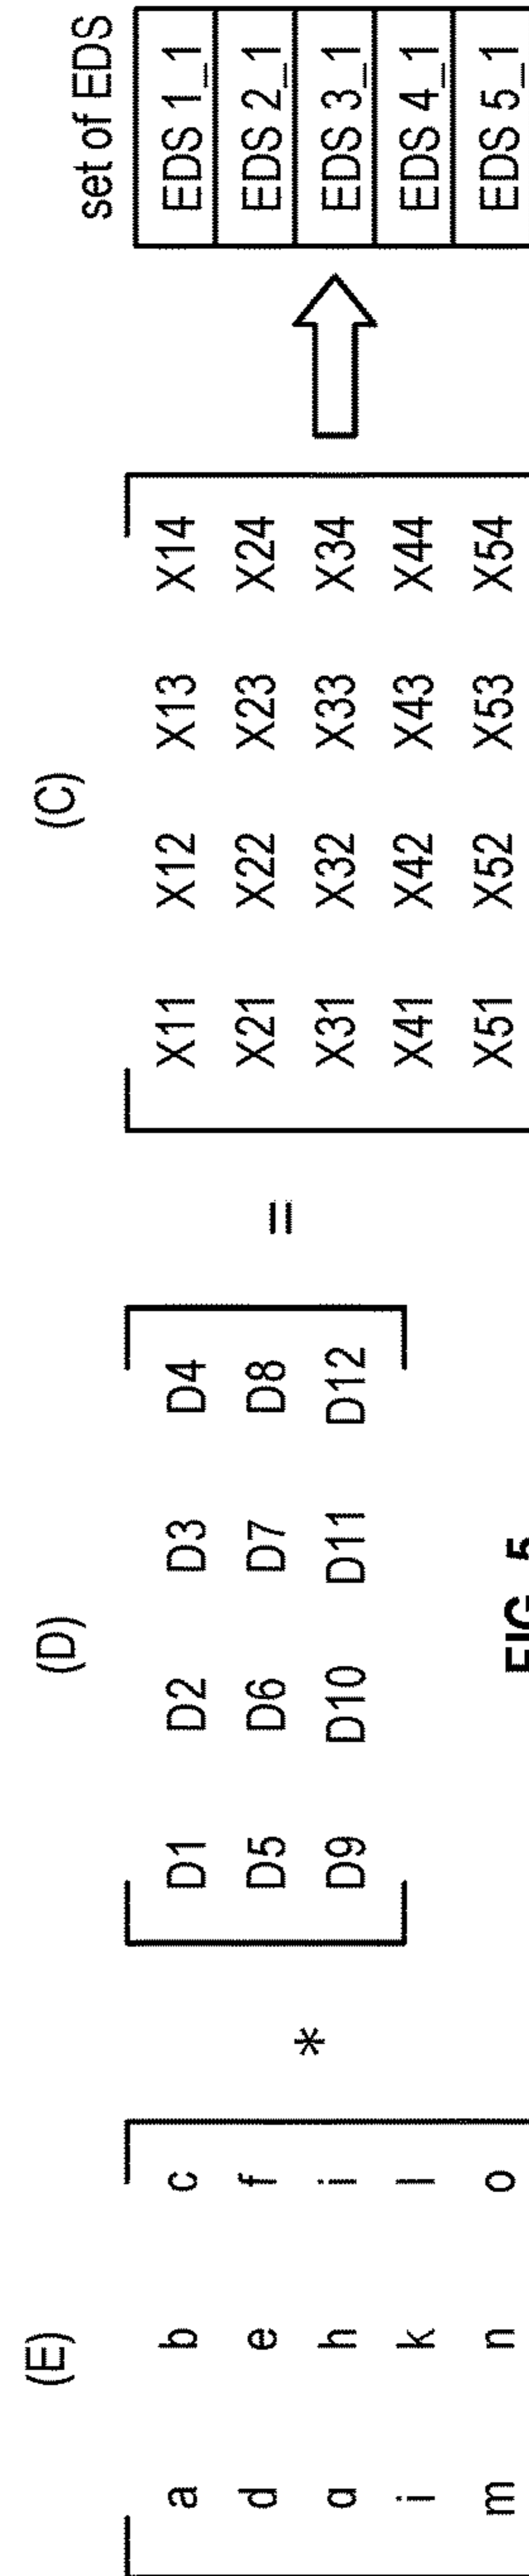 (E) (D) (C) set of EDS
a b c * D1 D2 D3 D4 = X11 X12 X13 X14 EDS 1_1
d e f D5 D6 D7 D8 X21 X22 X23 X24 EDS 2_1
g h i D9 D10 D11 D12 X31 X32 X33 X34 EDS 3_1
j k l X41 X42 X43 X44 EDS 4_1
m n o X51 X52 X53 X54 EDS 5_1
FIG. 5